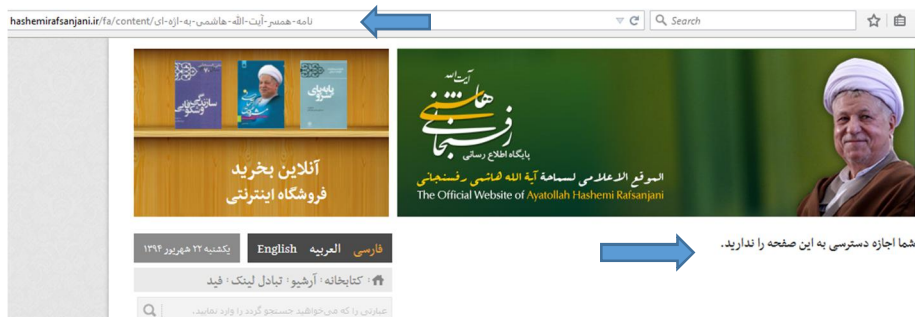 hashemirafsanjani.ir/fa/content/نامه-همسر-آیت-الله-هاشمی-به-اژه-ای
Search
آیت‌الله
هاشمی
رفسنجانی
پایگاه اطلاع رسانی
الموقع الاعلامی لسماحة آیة الله هاشمی رفسنجانی
The Official Website of Ayatollah Hashemi Rafsanjani
آنلاین بخرید
فروشگاه اینترنتی
فارسی العربیه English
یکشنبه ۲۲ شهریور ۱۳۹۴
شما اجازه دسترسی به این صفحه را ندارید.
کتابخانه آرشیو تبادل لینک فید
عبارتی را که می‌خواهید جستجو گردد را وارد نمایید.